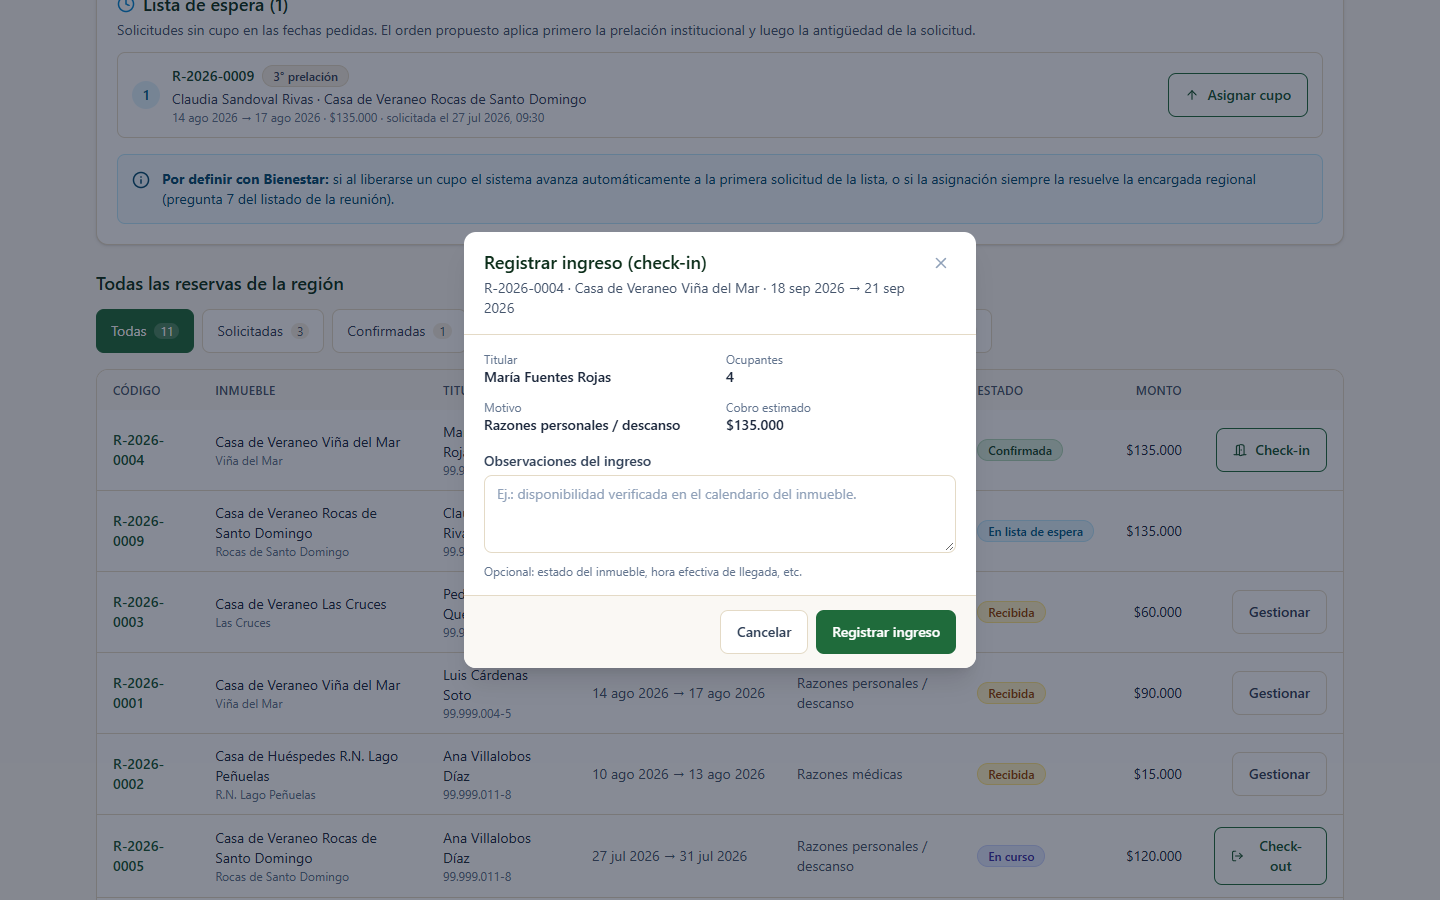 Lista de espera (1)
Solicitudes sin cupo en las fechas pedidas. El orden propuesto aplica primero la prelación institucional y luego la antigüedad de la solicitud.
1
R-2026-0009 3° prelación
Claudia Sandoval Rivas · Casa de Veraneo Rocas de Santo Domingo
14 ago 2026 → 17 ago 2026 · $135.000 · solicitada el 27 jul 2026, 09:30
Asignar cupo
Por definir con Bienestar: si al liberarse un cupo el sistema avanza automáticamente a la primera solicitud de la lista, o si la asignación siempre la resuelve la encargada regional
(pregunta 7 del listado de la reunión).
Todas las reservas de la región
Todas 11
Solicitadas 3
Confirmadas 1
Registrar ingreso (check-in)
R-2026-0004 · Casa de Veraneo Viña del Mar · 18 sep 2026 → 21 sep
2026
Titular
María Fuentes Rojas
Ocupantes
4
Motivo
Razones personales / descanso
Cobro estimado
$135.000
Observaciones del ingreso
Ej.: disponibilidad verificada en el calendario del inmueble.
Opcional: estado del inmueble, hora efectiva de llegada, etc.
Cancelar
Registrar ingreso
CÓDIGO INMUEBLE ESTADO MONTO
R-2026-
0004
Casa de Veraneo Viña del Mar
Viña del Mar
Confirmada
$135.000
Check-in
R-2026-
0009
Casa de Veraneo Rocas de
Santo Domingo
Rocas de Santo Domingo
En lista de espera
$135.000
R-2026-
0003
Casa de Veraneo Las Cruces
Las Cruces
Recibida
$60.000
Gestionar
R-2026-
0001
Casa de Veraneo Viña del Mar
Viña del Mar
Luis Cárdenas
Soto
99.999.004-5
14 ago 2026 → 17 ago 2026
Razones personales /
descanso
Recibida
$90.000
Gestionar
R-2026-
0002
Casa de Huéspedes R.N. Lago
Peñuelas
R.N. Lago Peñuelas
Ana Villalobos
Díaz
99.999.011-8
10 ago 2026 → 13 ago 2026
Razones médicas
Recibida
$15.000
Gestionar
R-2026-
0005
Casa de Veraneo Rocas de
Santo Domingo
Rocas de Santo Domingo
Ana Villalobos
Díaz
99.999.011-8
27 jul 2026 → 31 jul 2026
Razones personales /
descanso
En curso
$120.000
Check-
out